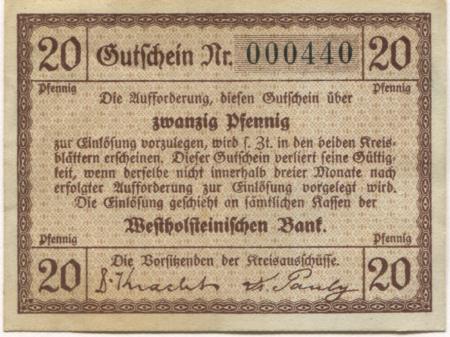 20 Gutschein Nr. 000440 20
Pfennig Pfennig
Die Aufforderung, diesen Gutschein über
zwanzig Pfennig
zur Einlösung vorzulegen, wird s. Zt. in den beiden Kreis-
blättern erscheinen. Dieser Gutschein verliert seine Gültig-
keit, wenn derselbe nicht innerhalb dreier Monate nach
erfolgter Aufforderung zur Einlösung vorgelegt wird.
Die Einlösung geschieht an sämtlichen Kassen der
Westholsteinischen Bank.
Pfennig Pfennig
20 Die Vorsitzenden der Kreisausschüsse. 20
Pauly